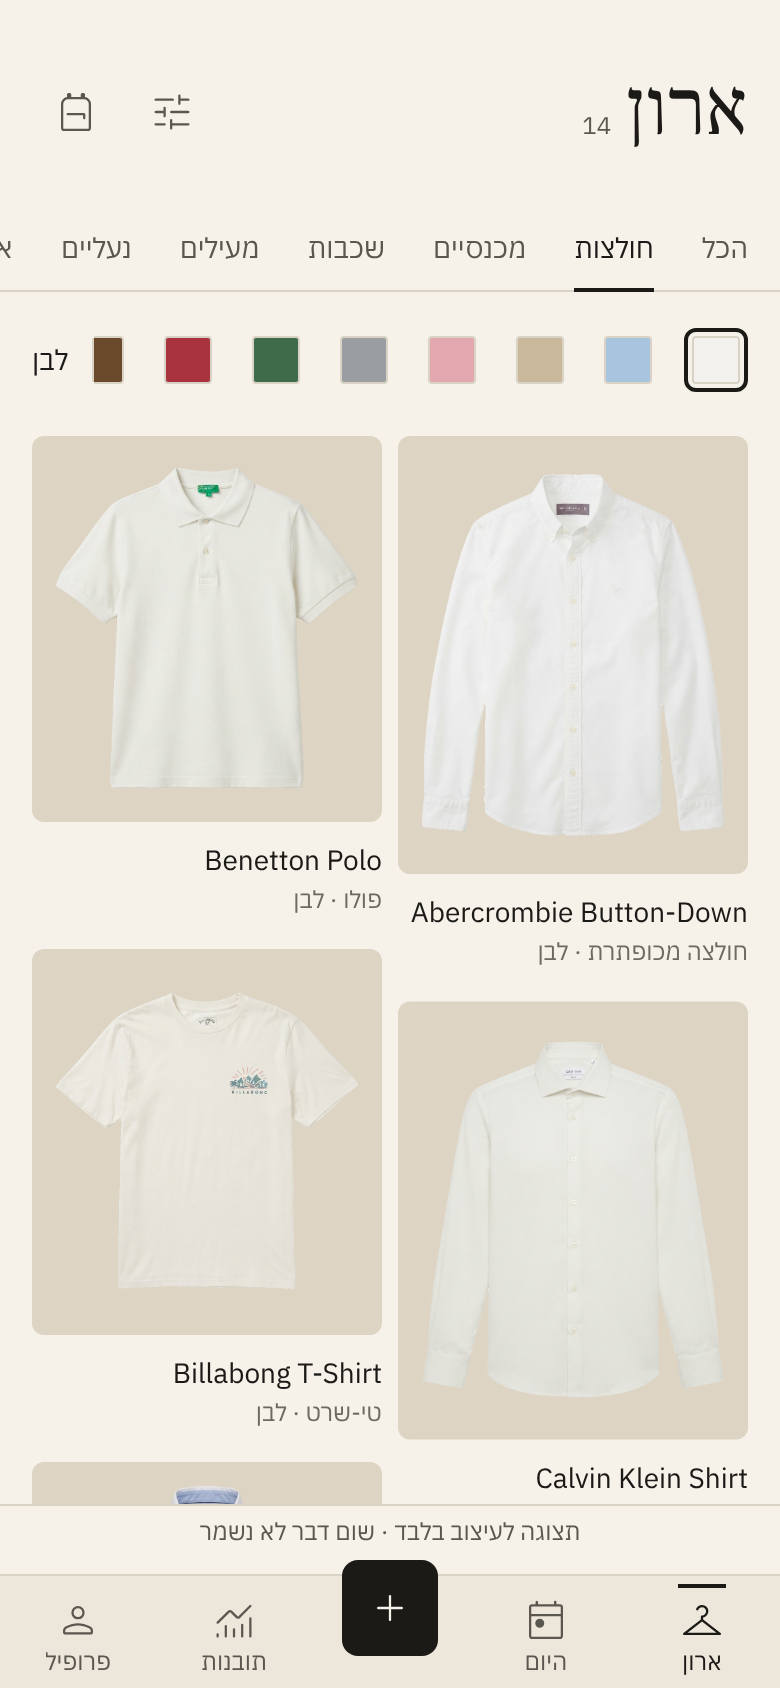 ארון 14
הכל חולצות מכנסיים שכבות מעילים נעליים א
לבן
Abercrombie Button-Down
חולצה מכופתרת · לבן
Benetton Polo
פולו · לבן
Calvin Klein Shirt
BILLABONG
Billabong T-Shirt
טי-שרט · לבן
תצוגה לעיצוב בלבד · שום דבר לא נשמר
ארון
היום
תובנות
פרופיל